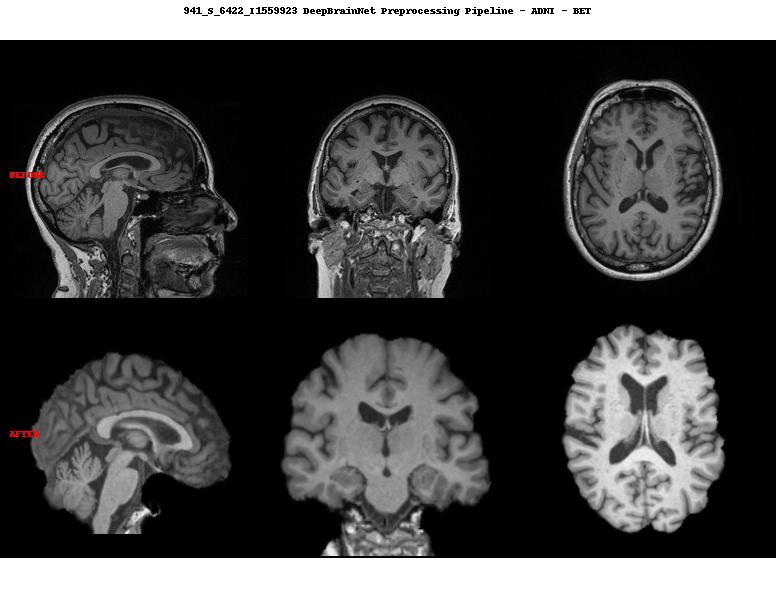 941_S_6422_I1559923 DeepBrainNet Preprocessing Pipeline - ADNI - BET
BEFORE
AFTER